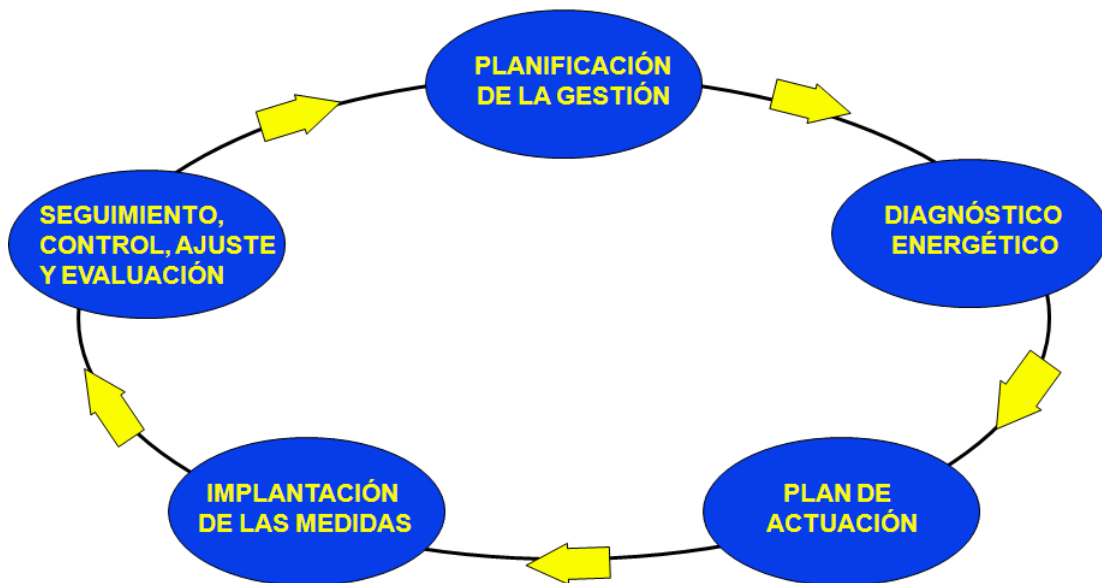 PLANIFICACIÓN
DE LA GESTIÓN
DIAGNÓSTICO
ENERGÉTICO
PLAN DE
ACTUACIÓN
IMPLANTACIÓN
DE LAS MEDIDAS
SEGUIMIENTO,
CONTROL, AJUSTE
Y EVALUACIÓN